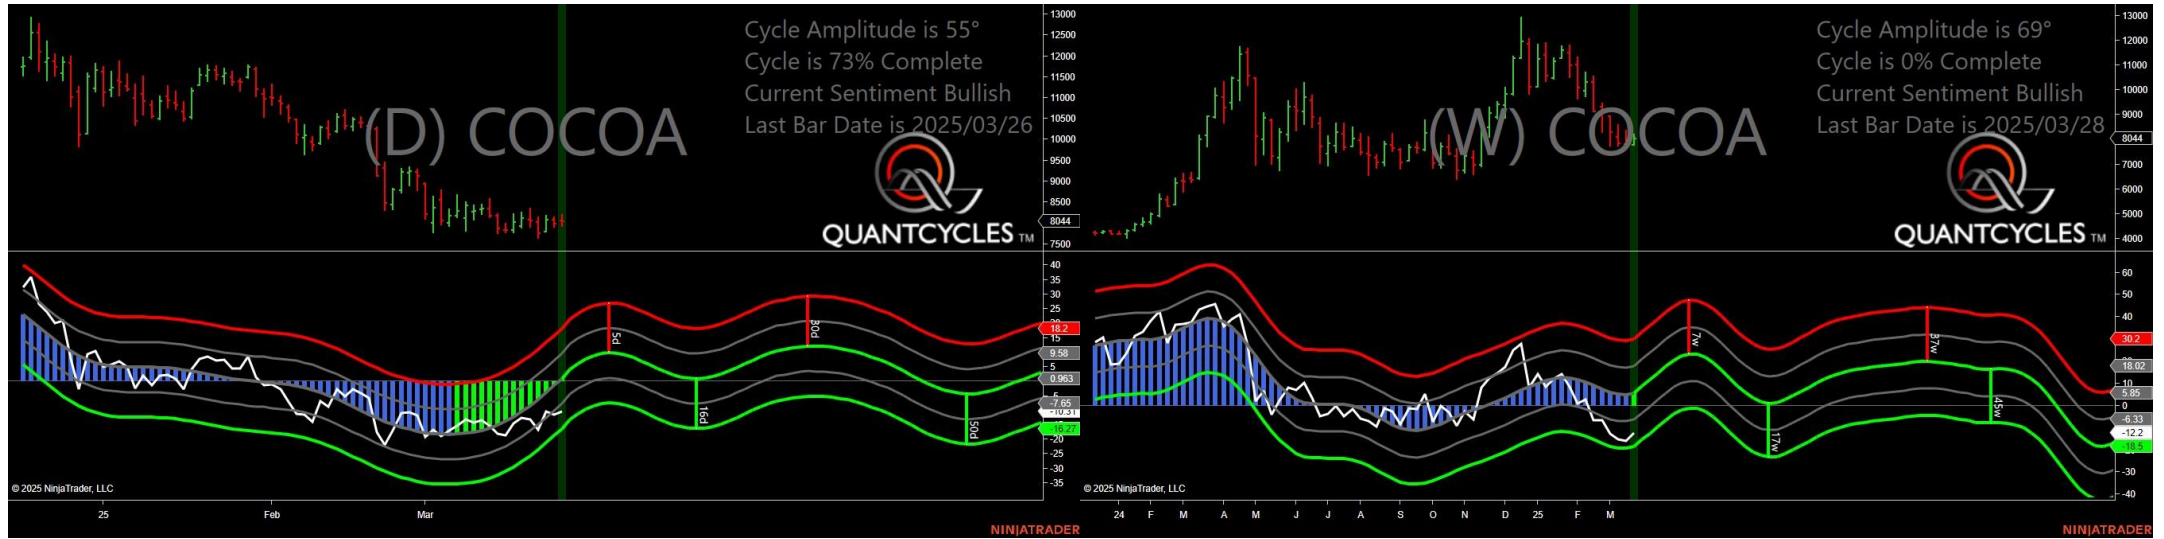 Cycle Amplitude is 55°
Cycle is 73% Complete
Current Sentiment Bullish
Last Bar Date is 2025/03/26
(D) COCOA
QUANTCYCLES TM
13000
12500
12000
11500
11000
10500
10000
9500
9000
8500
8044
7500
40
35
30
25
18.2
15
9.58
5
0.963
-7.65
-10.31
-16.27
-20
-25
-30
-35
5d
16d
30d
50d
© 2025 NinjaTrader, LLC
25
Feb
Mar
NINJATRADER
Cycle Amplitude is 69°
Cycle is 0% Complete
Current Sentiment Bullish
Last Bar Date is 2025/03/28
(W) COCOA
QUANTCYCLES TM
13000
12000
11000
10000
9000
8044
7000
6000
5000
4000
60
50
40
30.2
18.02
10
5.85
0
-6.33
-12.2
-18.5
-30
-40
7w
17w
37w
45w
© 2025 NinjaTrader, LLC
24
F
M
A
M
J
J
A
S
O
N
D
25
F
M
NINJATRADER